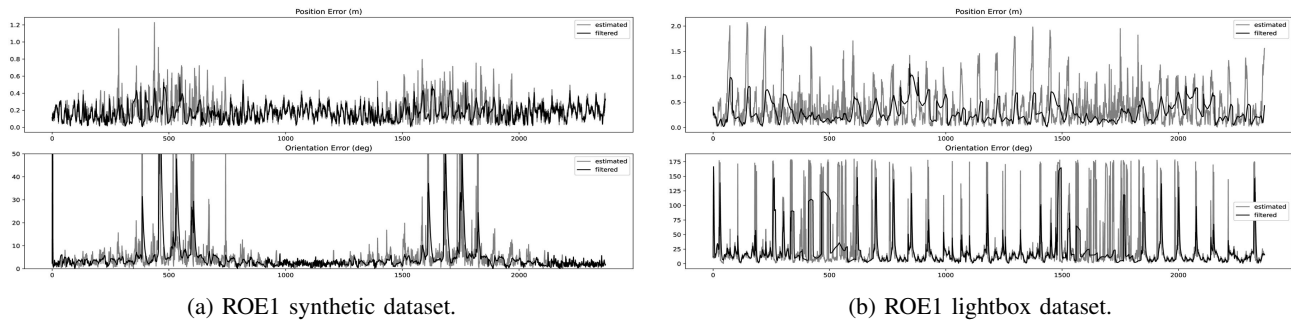 Position Error (m)
estimated
filtered
1.2
1.0
0.8
0.6
0.4
0.2
0.0
0 500 1000 1500 2000
Orientation Error (deg)
estimated
filtered
50
40
30
20
10
0
0 500 1000 1500 2000
(a) ROE1 synthetic dataset.
Position Error (m)
estimated
filtered
2.0
1.5
1.0
0.5
0.0
0 500 1000 1500 2000
Orientation Error (deg)
estimated
filtered
175
150
125
100
75
50
25
0
0 500 1000 1500 2000
(b) ROE1 lightbox dataset.